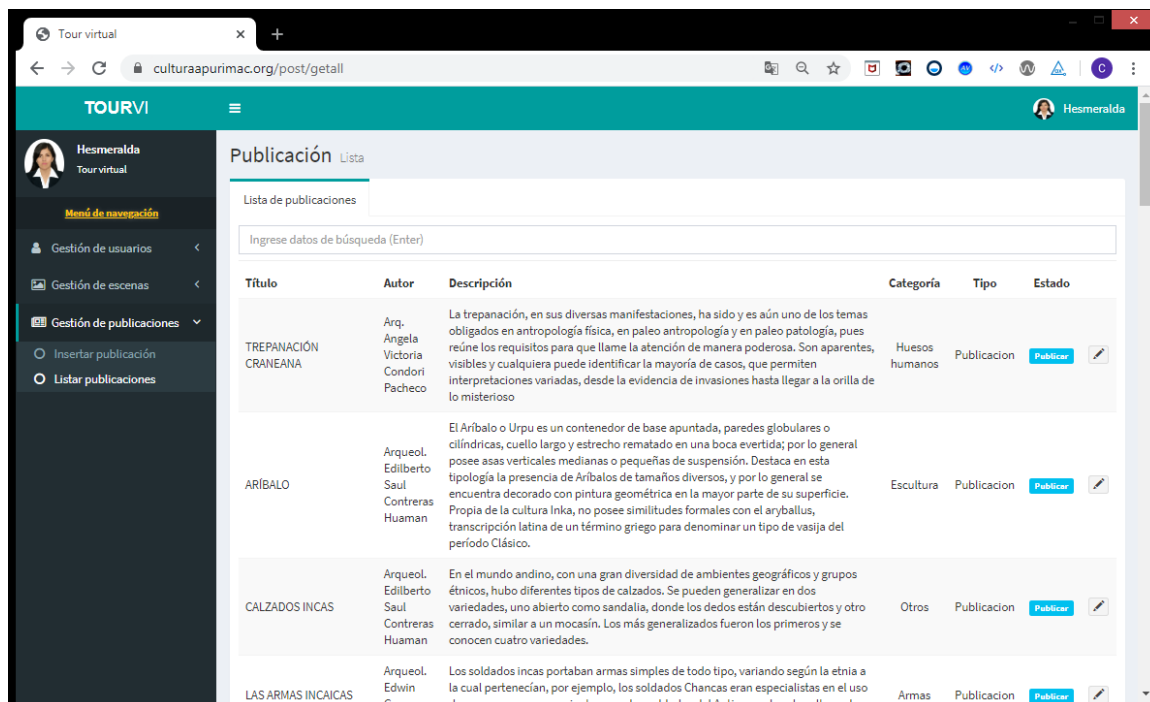 Tour virtual
culturaapurimac.org/post/getall
C
TOURVI
Hesmeralda
Hesmeralda
Tour virtual
Menú de navegación
Gestión de usuarios
Gestión de escenas
Gestión de publicaciones
Insertar publicación
Listar publicaciones
Publicación Lista
Lista de publicaciones
Ingrese datos de búsqueda (Enter)
Título Autor Descripción Categoría Tipo Estado
TREPANACIÓN
CRANEANA
Arq.
Angela
Victoria
Condori
Pacheco
La trepanación, en sus diversas manifestaciones, ha sido y es aún uno de los temas
obligados en antropología física, en paleo antropología y en paleo patología, pues
reúne los requisitos para que llame la atención de manera poderosa. Son aparentes,
visibles y cualquiera puede identificar la mayoría de casos, que permiten
interpretaciones variadas, desde la evidencia de invasiones hasta llegar a la orilla de
lo misterioso
Huesos
humanos
Publicacion
Publicar
ARÍBALO
Arqueol.
Edilberto
Saul
Contreras
Huaman
El Aríbalo o Urpu es un contenedor de base apuntada, paredes globulares o
cilíndricas, cuello largo y estrecho rematado en una boca evertida; por lo general
posee asas verticales medianas o pequeñas de suspensión. Destaca en esta
tipología la presencia de Aríbalos de tamaños diversos, y por lo general se
encuentra decorado con pintura geométrica en la mayor parte de su superficie.
Propia de la cultura Inka, no posee similitudes formales con el aryballus,
transcripción latina de un término griego para denominar un tipo de vasija del
período Clásico.
Escultura
Publicacion
Publicar
CALZADOS INCAS
Arqueol.
Edilberto
Saul
Contreras
Huaman
En el mundo andino, con una gran diversidad de ambientes geográficos y grupos
étnicos, hubo diferentes tipos de calzados. Se pueden generalizar en dos
variedades, uno abierto como sandalia, donde los dedos están descubiertos y otro
cerrado, similar a un mocasín. Los más generalizados fueron los primeros y se
conocen cuatro variedades.
Otros
Publicacion
Publicar
LAS ARMAS INCAICAS
Arqueol.
Edwin
Los soldados incas portaban armas simples de todo tipo, variando según la etnia a
la cual pertenecían, por ejemplo, los soldados Chancas eran especialistas en el uso
Armas
Publicacion
Publicar